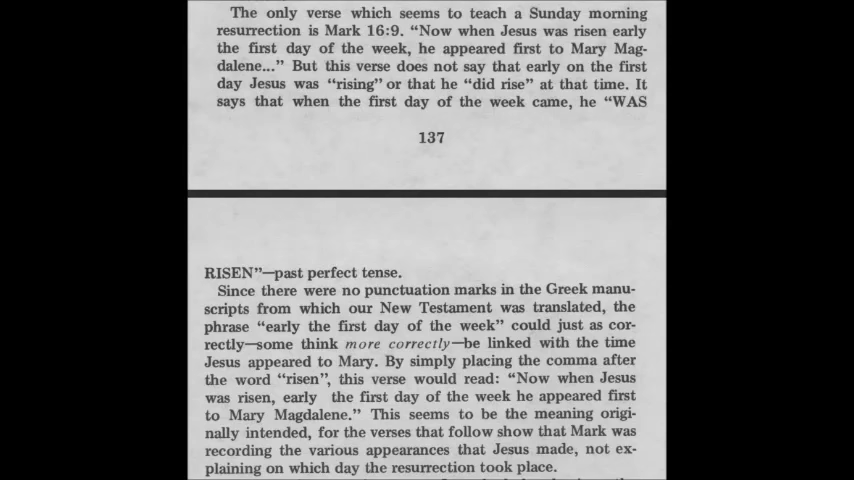 The only verse which seems to teach a Sunday morning
resurrection is Mark 16:9. “Now when Jesus was risen early
the first day of the week, he appeared first to Mary Mag-
dalene...” But this verse does not say that early on the first
day Jesus was “rising” or that he “did rise” at that time. It
says that when the first day of the week came, he “WAS
137
RISEN”—past perfect tense.
Since there were no punctuation marks in the Greek manu-
scripts from which our New Testament was translated, the
phrase “early the first day of the week” could just as cor-
rectly—some think more correctly—be linked with the time
Jesus appeared to Mary. By simply placing the comma after
the word “risen”, this verse would read: “Now when Jesus
was risen, early the first day of the week he appeared first
to Mary Magdalene.” This seems to be the meaning origi-
nally intended, for the verses that follow show that Mark was
recording the various appearances that Jesus made, not ex-
plaining on which day the resurrection took place.